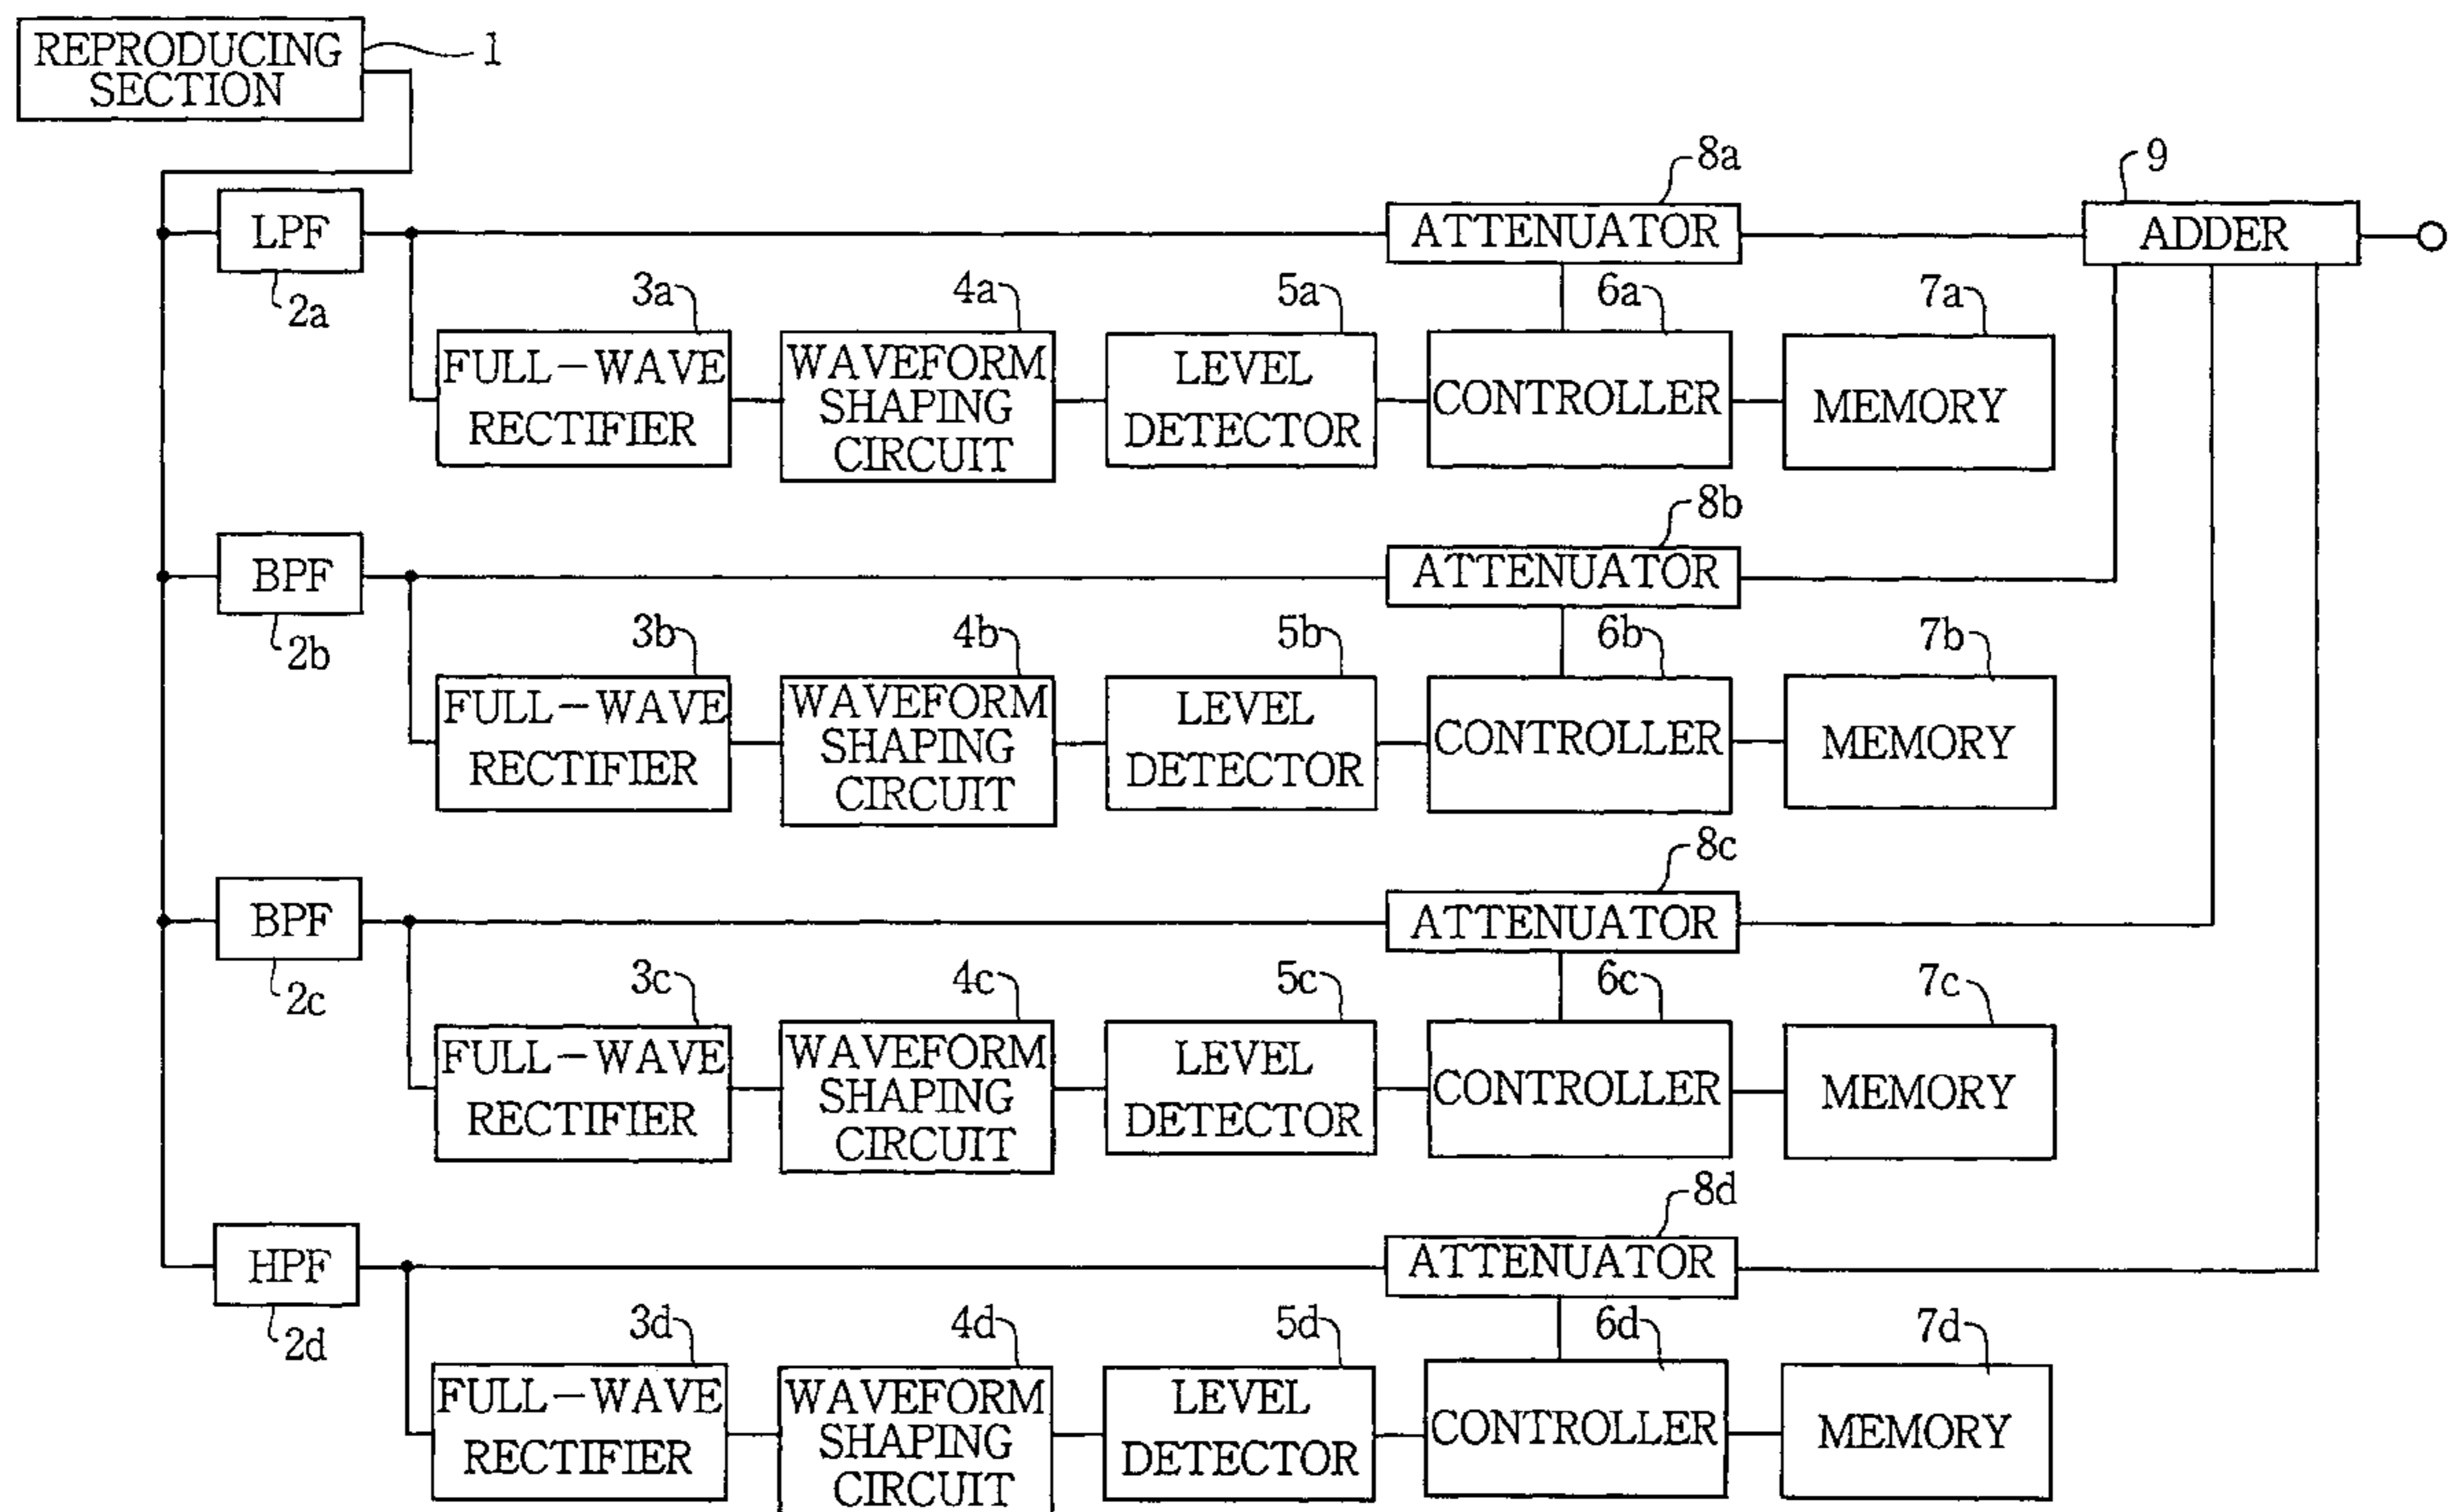 REPRODUCING
SECTION
1
8a
9
LPF
ATTENUATOR
ADDER
2a
3a
4a
5a
6a
7a
FULL-WAVE
RECTIFIER
WAVEFORM
SHAPING
CIRCUIT
LEVEL
DETECTOR
CONTROLLER
MEMORY
8b
BPF
ATTENUATOR
2b
3b
4b
5b
6b
7b
FULL-WAVE
RECTIFIER
WAVEFORM
SHAPING
CIRCUIT
LEVEL
DETECTOR
CONTROLLER
MEMORY
8c
BPF
ATTENUATOR
2c
3c
4c
5c
6c
7c
FULL-WAVE
RECTIFIER
WAVEFORM
SHAPING
CIRCUIT
LEVEL
DETECTOR
CONTROLLER
MEMORY
8d
HPF
ATTENUATOR
2d
3d
4d
5d
6d
7d
FULL-WAVE
RECTIFIER
WAVEFORM
SHAPING
CIRCUIT
LEVEL
DETECTOR
CONTROLLER
MEMORY